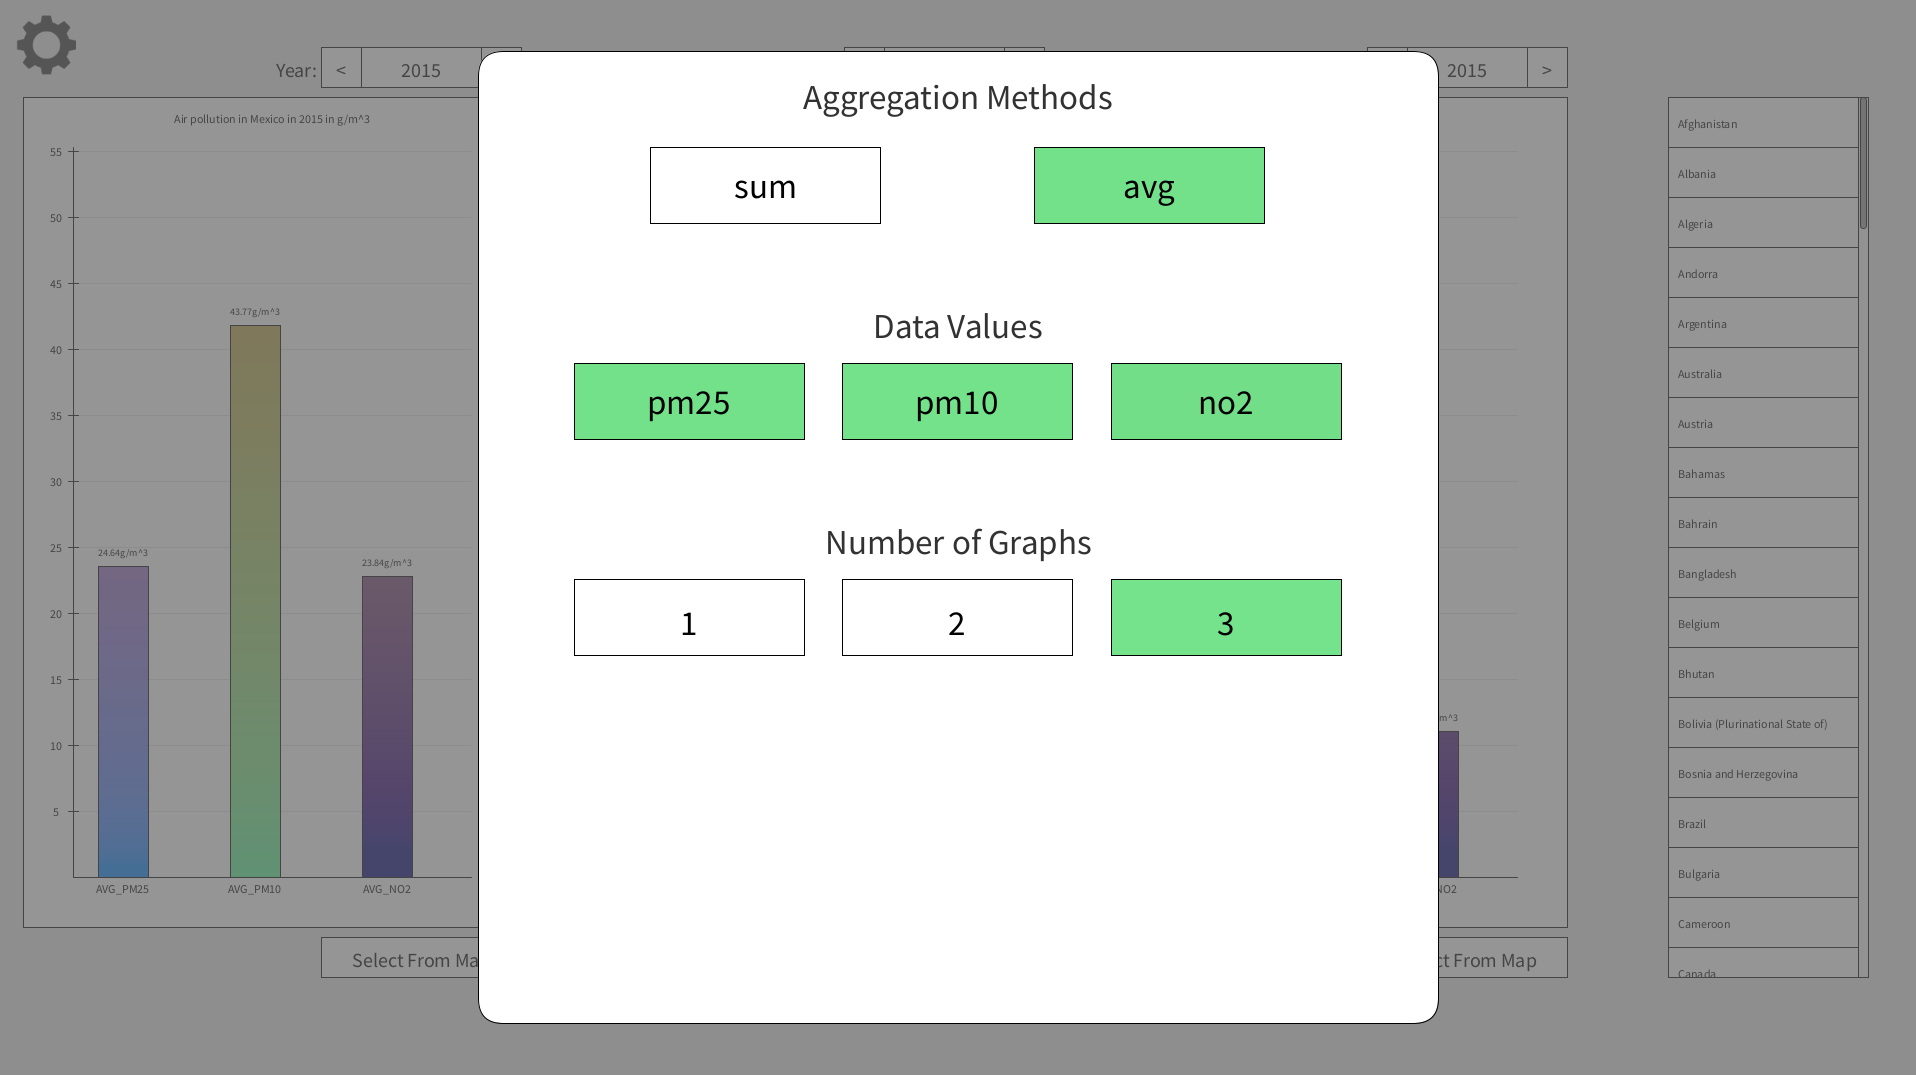 Year:
<
2015
2015
>
Air pollution in Mexico in 2015 in g/m^3
55
50
45
40
35
30
25
20
15
10
5
24.64g/m^3
43.77g/m^3
23.84g/m^3
AVG_PM25
AVG_PM10
AVG_NO2
Select From Ma
Aggregation Methods
sum
avg
Data Values
pm25
pm10
no2
Number of Graphs
1
2
3
m^3
NO2
ct From Map
Afghanistan
Albania
Algeria
Andorra
Argentina
Australia
Austria
Bahamas
Bahrain
Bangladesh
Belgium
Bhutan
Bolivia (Plurinational State of)
Bosnia and Herzegovina
Brazil
Bulgaria
Cameroon
Canada